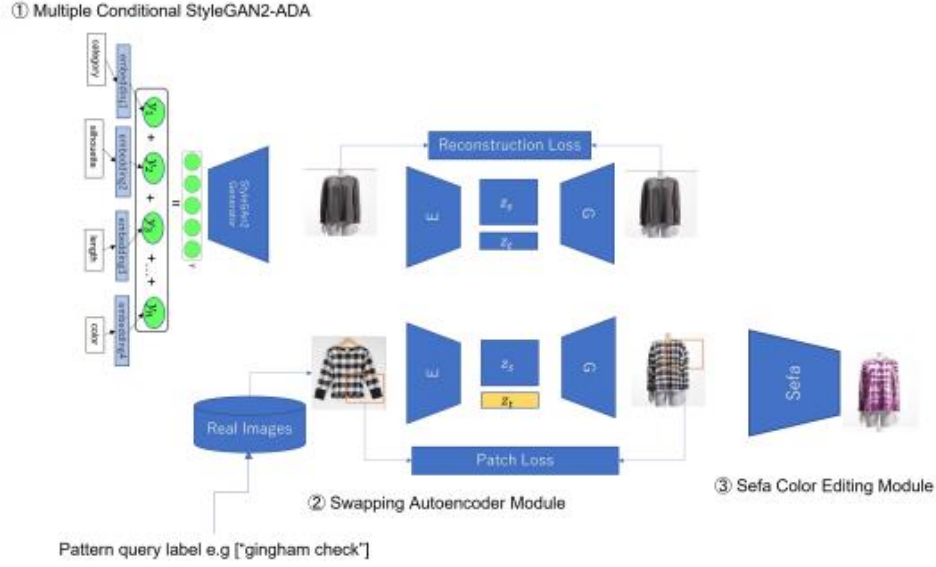 ① Multiple Conditional StyleGAN2-ADA
category
embedding1
y₁
+
silhouette
embedding2
y₂
+
length
embedding3
y₃
+...+
color
embedding4
yₙ
=
StyleGAN2
Generator
Reconstruction Loss
E
zₛ
zₜ
G
E
zₛ
zₜ
G
Sefa
Real Images
Patch Loss
② Swapping Autoencoder Module
③ Sefa Color Editing Module
Pattern query label e.g ["gingham check"]